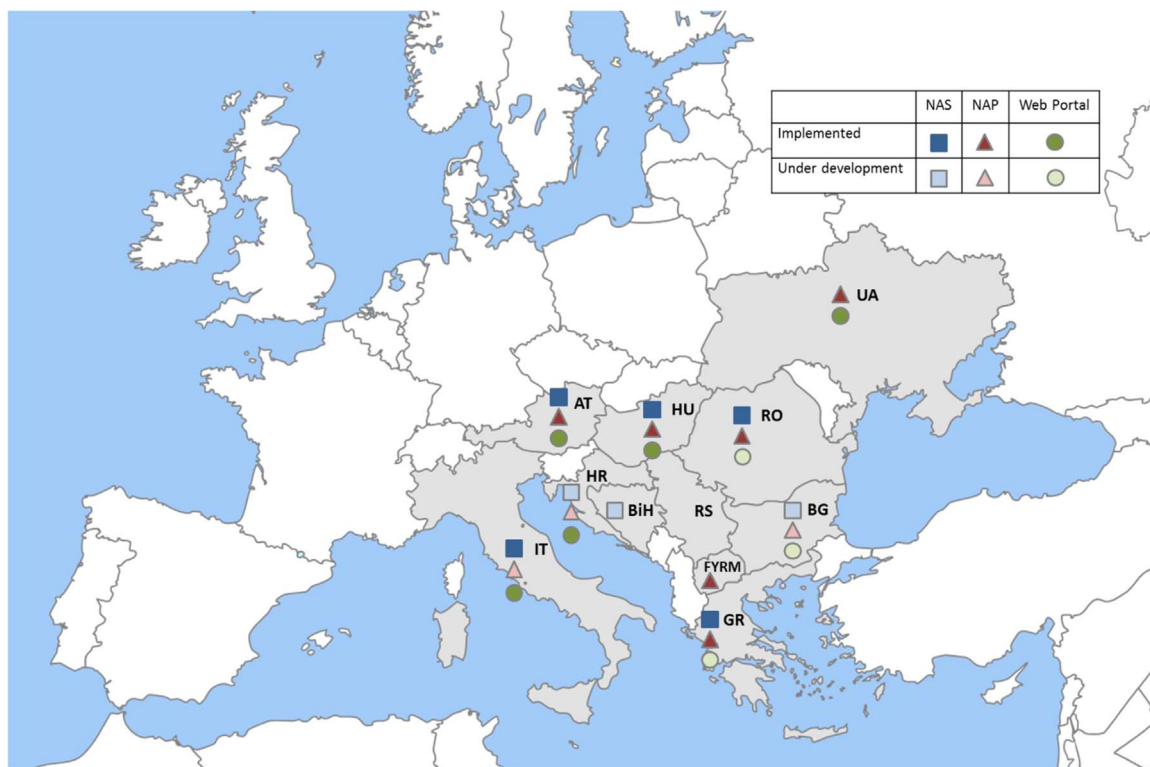 NAS NAP Web Portal
Implemented
Under development
UA
AT
HU
RO
HR
BiH
RS
BG
IT
FYRM
GR